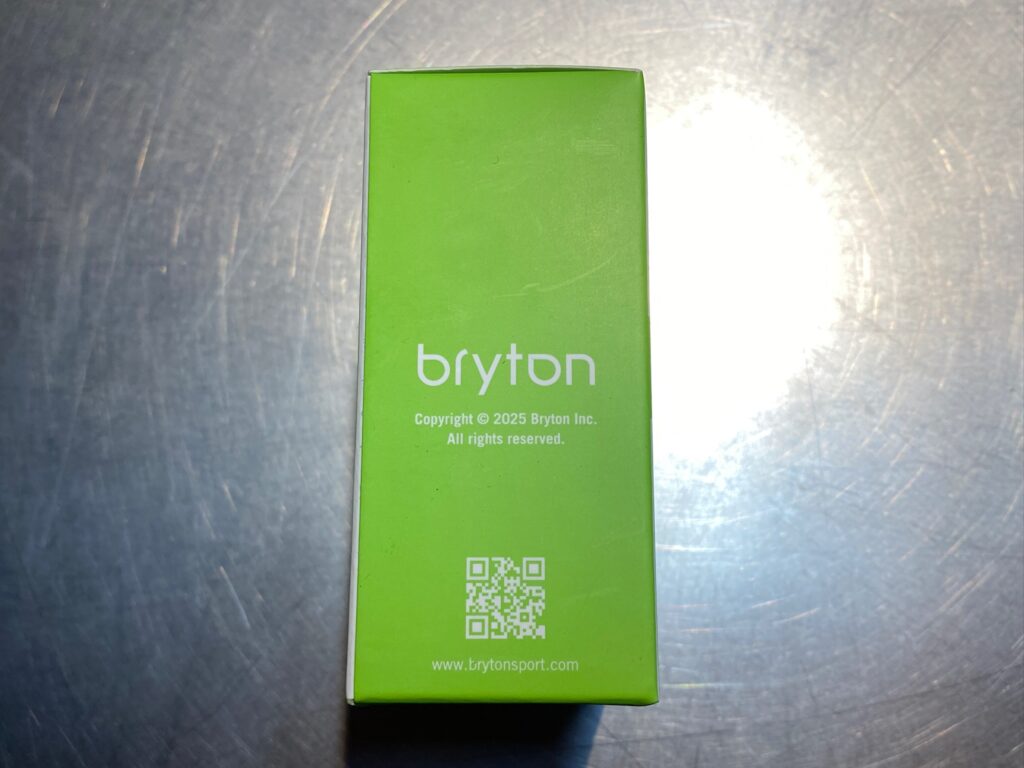 bryton
Copyright © 2025 Bryton Inc.
All rights reserved.
www.brytonsport.com